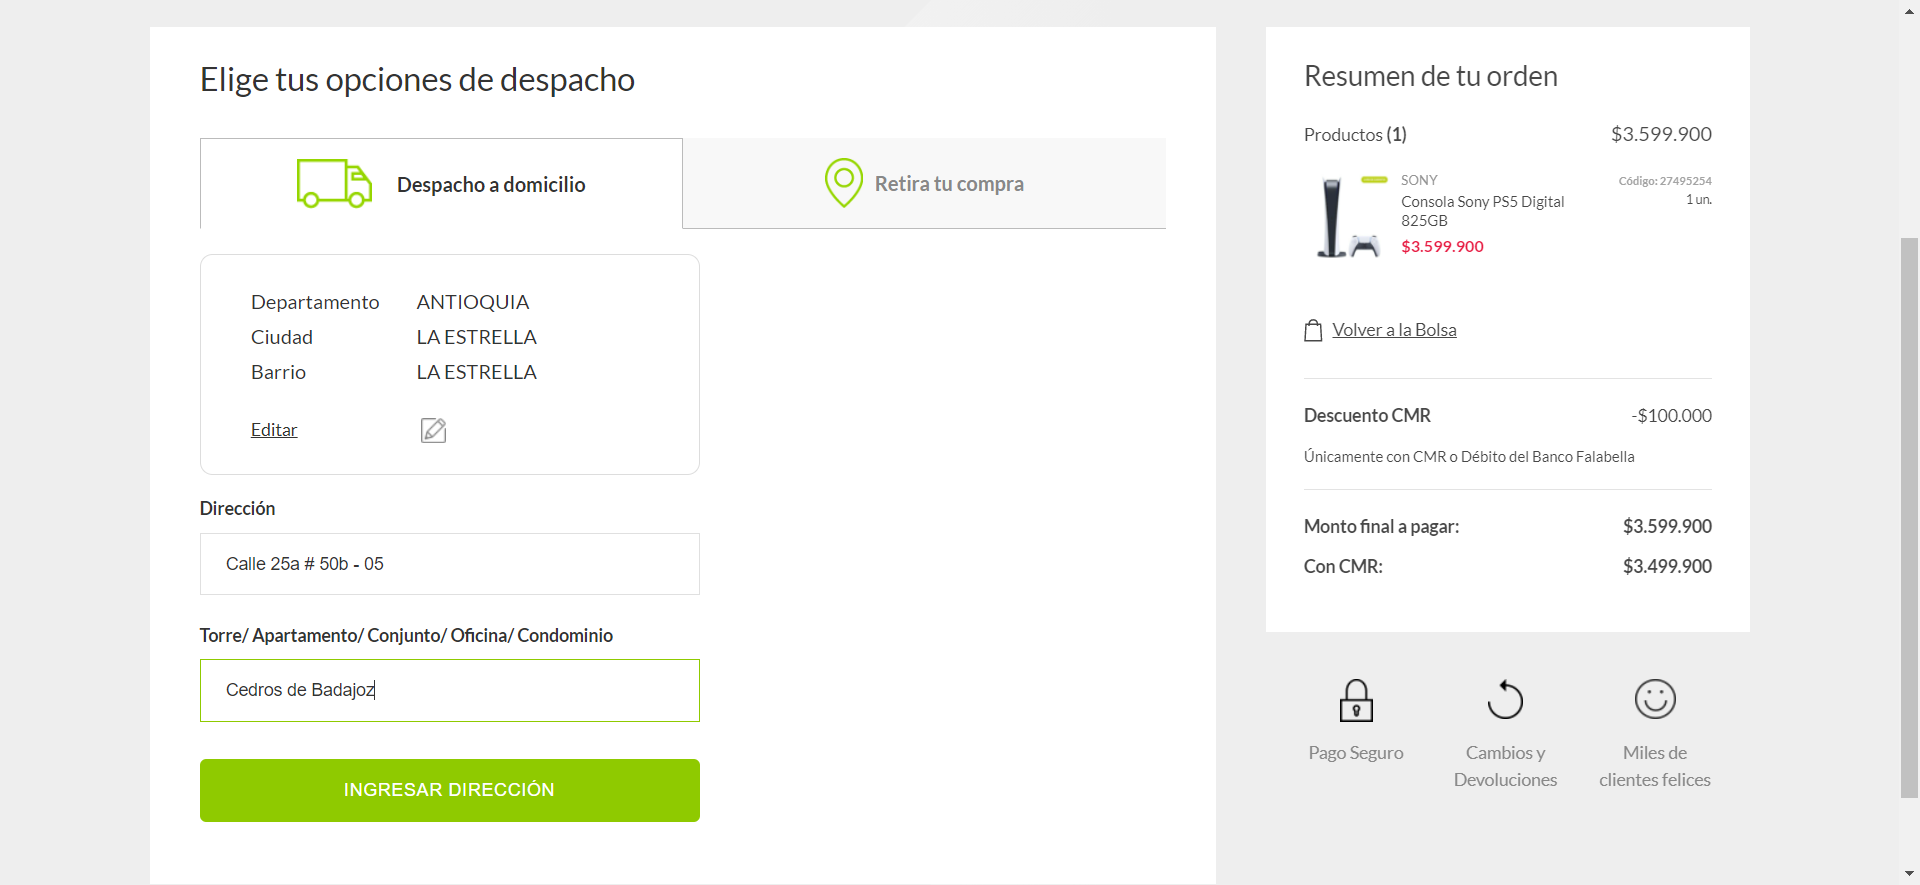 Elige tus opciones de despacho
Despacho a domicilio
Retira tu compra
Departamento ANTIOQUIA
Ciudad LA ESTRELLA
Barrio LA ESTRELLA
Editar
Dirección
Calle 25a # 50b - 05
Torre/ Apartamento/ Conjunto/ Oficina/ Condominio
Cedros de Badajoz
INGRESAR DIRECCIÓN
Resumen de tu orden
Productos (1) $3.599.900
SONY Código: 27495254
Consola Sony PS5 Digital 1 un.
825GB
$3.599.900
Volver a la Bolsa
Descuento CMR -$100.000
Únicamente con CMR o Débito del Banco Falabella
Monto final a pagar: $3.599.900
Con CMR: $3.499.900
Pago Seguro
Cambios y
Devoluciones
Miles de
clientes felices